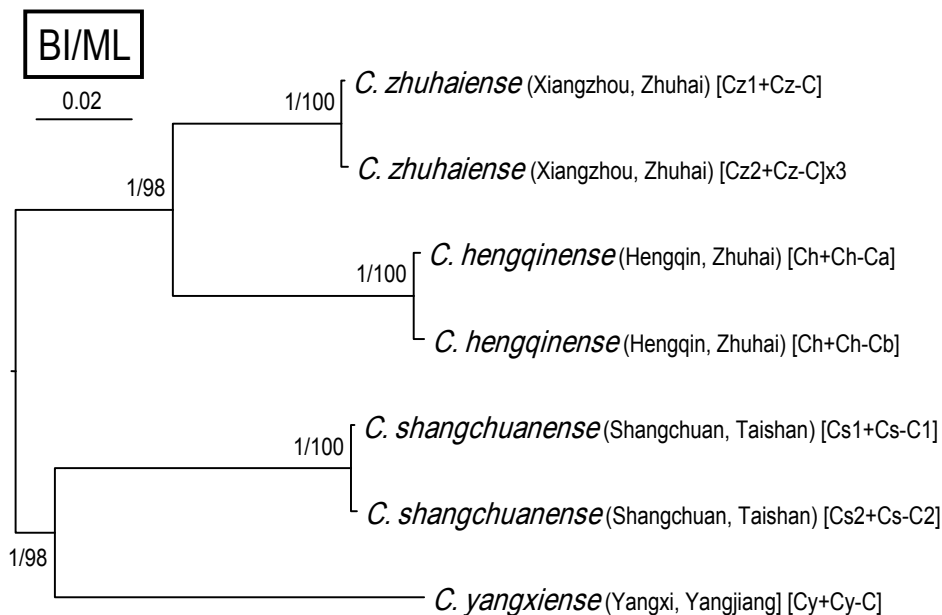 BI/ML
0.02
1/100
C. zhuhaiense (Xiangzhou, Zhuhai) [Cz1+Cz-C]
C. zhuhaiense (Xiangzhou, Zhuhai) [Cz2+Cz-C]x3
1/98
C. hengqinense (Hengqin, Zhuhai) [Ch+Ch-Ca]
1/100
C. hengqinense (Hengqin, Zhuhai) [Ch+Ch-Cb]
C. shangchuanense (Shangchuan, Taishan) [Cs1+Cs-C1]
1/100
C. shangchuanense (Shangchuan, Taishan) [Cs2+Cs-C2]
1/98
C. yangxiense (Yangxi, Yangjiang] [Cy+Cy-C]